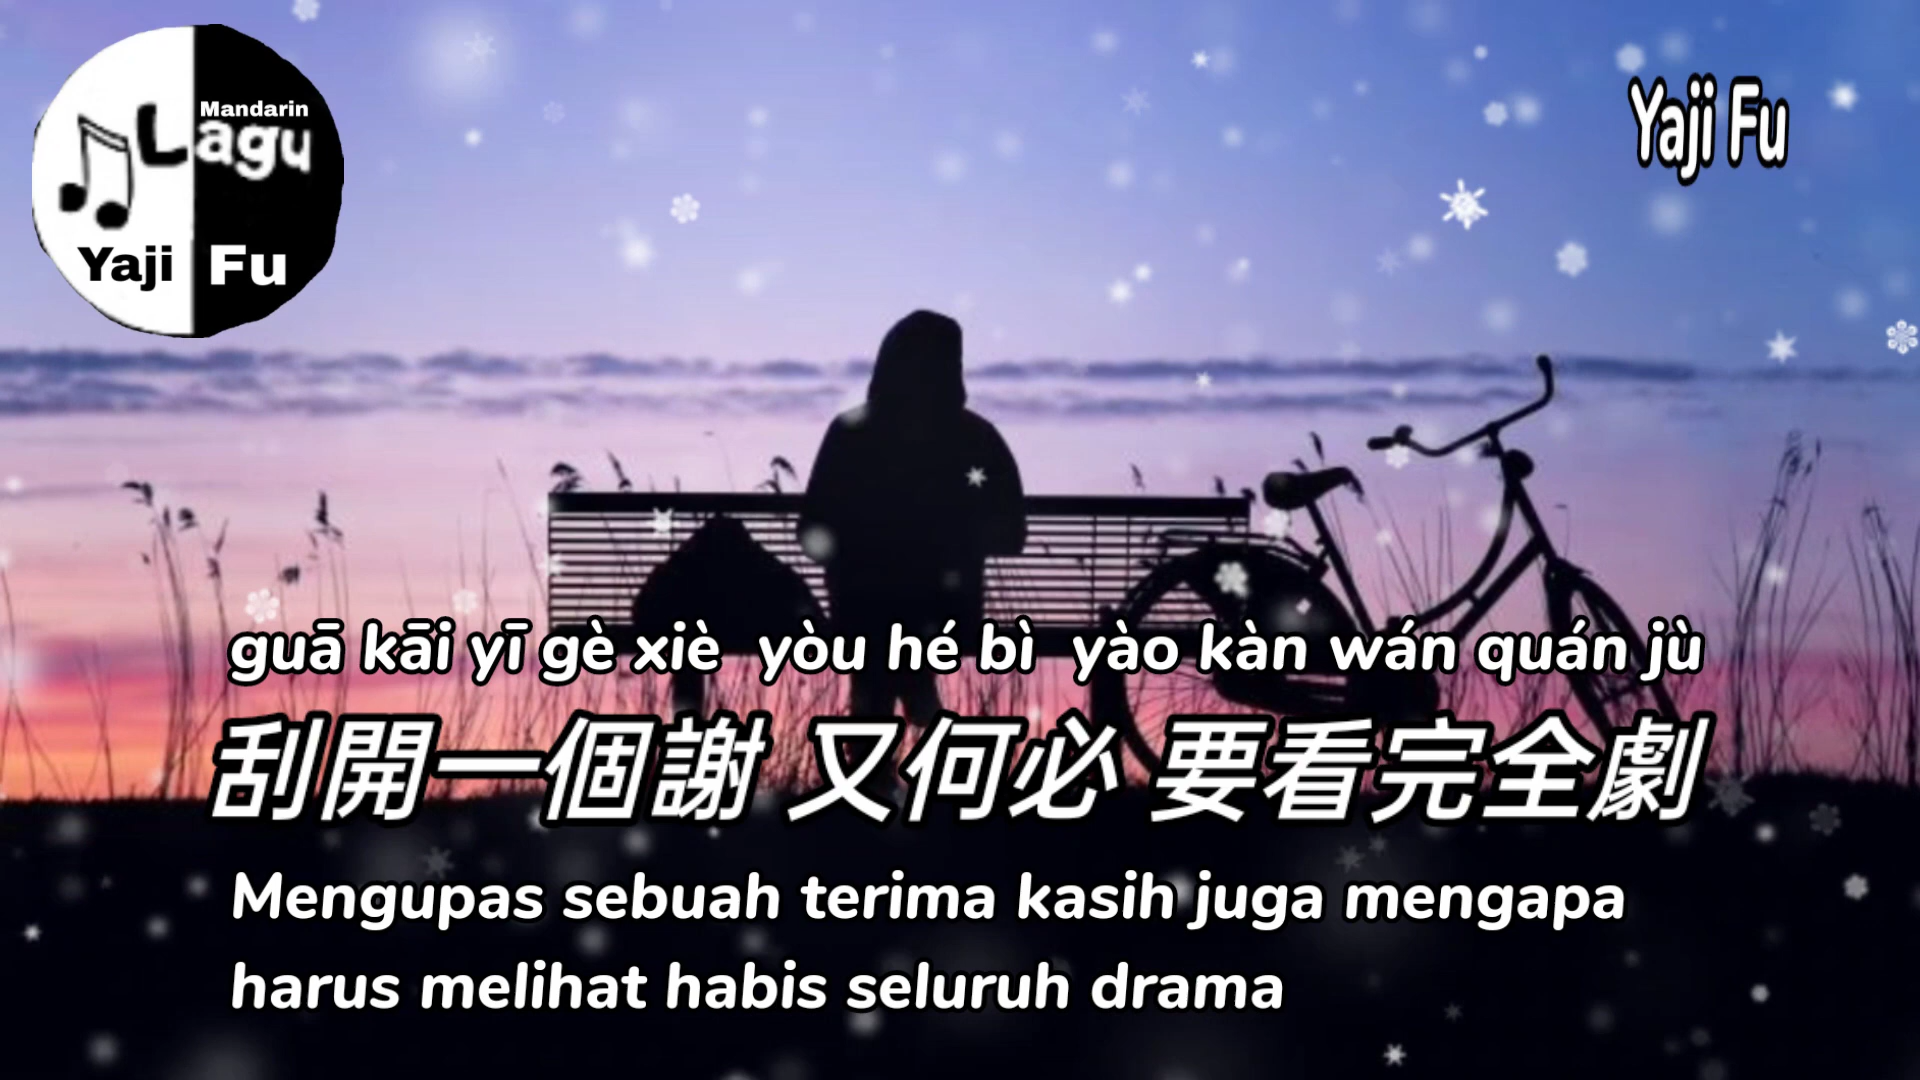 Mandarin
Lagu
Yaji Fu
Yaji Fu
guā kāi yī gè xiè yòu hé bì yào kàn wán quán jù
刮開一個謝 又何必 要看完全劇
Mengupas sebuah terima kasih juga mengapa
harus melihat habis seluruh drama